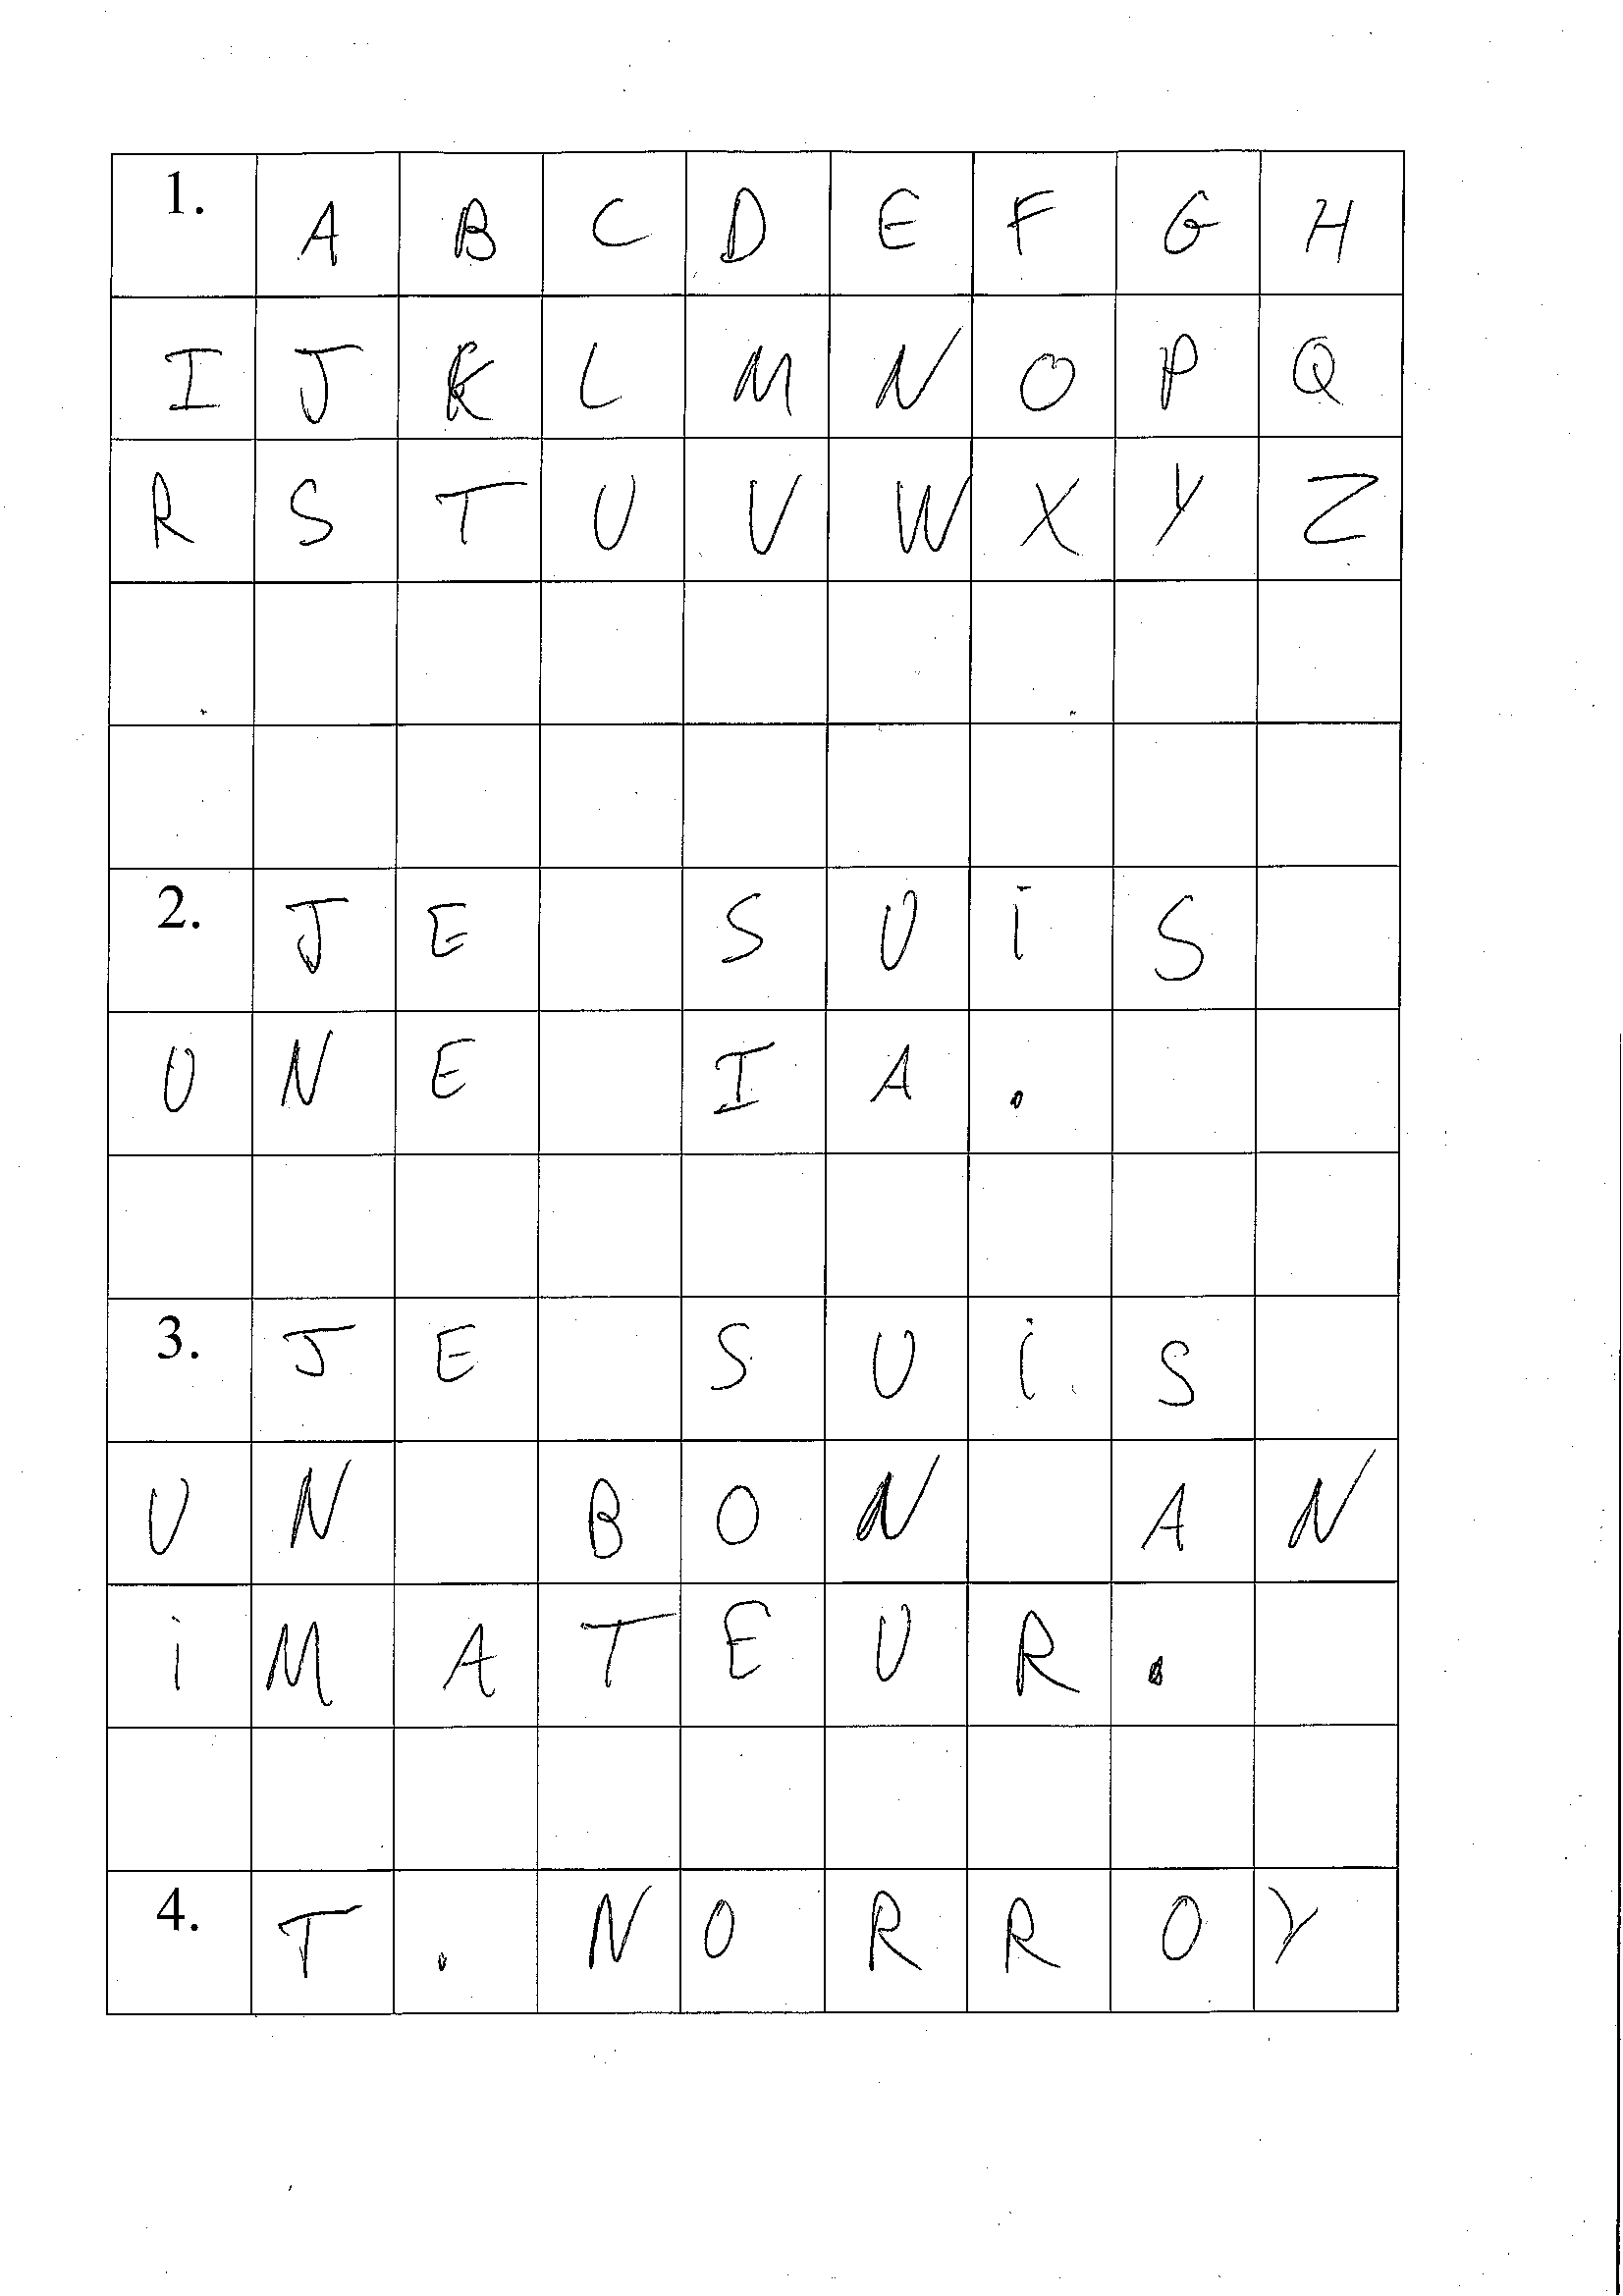 1. A B C D E F G H
I J K L M N O P Q
R S T U V W X Y Z
2. J E S U i S
U N E I A .
3. J E S U i S
U N B O N A N
i M A T E U R .
4. T . N O R R O Y